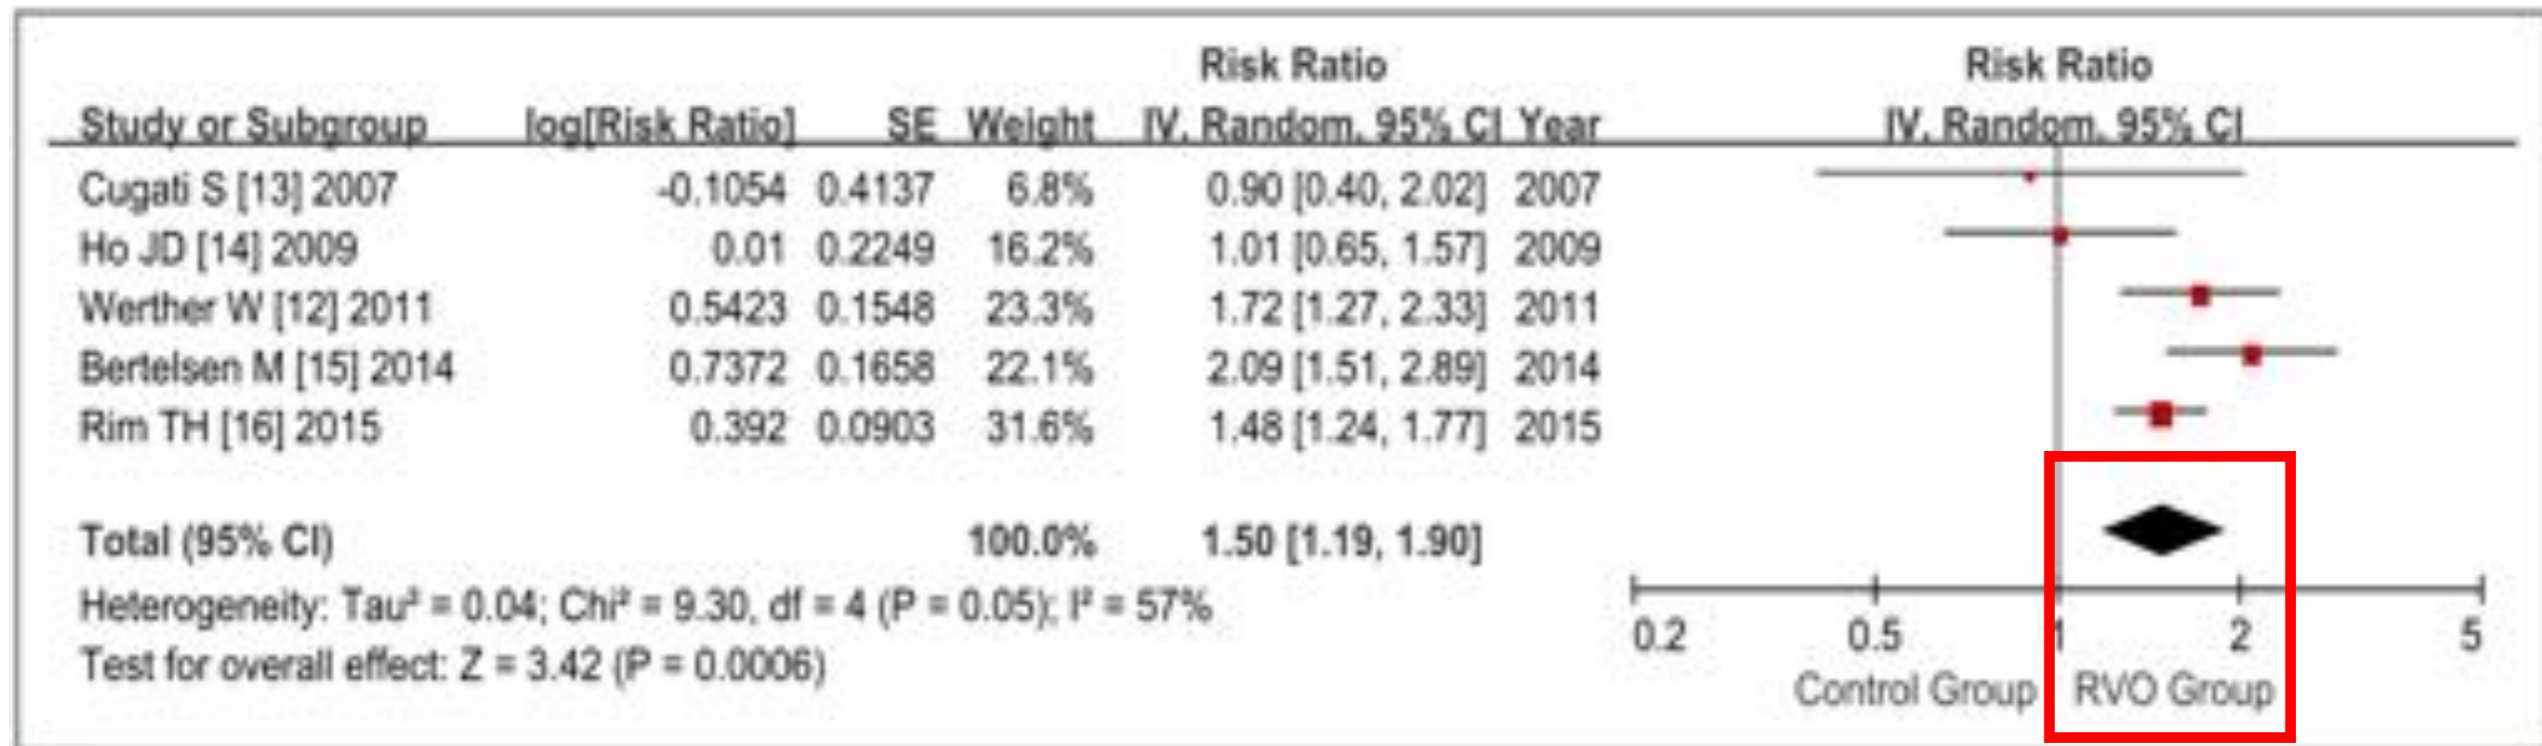 Risk Ratio Risk Ratio
Study or Subgroup log[Risk Ratio] SE Weight IV, Random, 95% CI Year IV, Random, 95% CI
Cugati S [13] 2007 -0.1054 0.4137 6.8% 0.90 [0.40, 2.02] 2007
Ho JD [14] 2009 0.01 0.2249 16.2% 1.01 [0.65, 1.57] 2009
Werther W [12] 2011 0.5423 0.1548 23.3% 1.72 [1.27, 2.33] 2011
Bertelsen M [15] 2014 0.7372 0.1658 22.1% 2.09 [1.51, 2.89] 2014
Rim TH [16] 2015 0.392 0.0903 31.6% 1.48 [1.24, 1.77] 2015
Total (95% CI) 100.0% 1.50 [1.19, 1.90]
Heterogeneity: Tau² = 0.04; Chi² = 9.30, df = 4 (P = 0.05); I² = 57%
Test for overall effect: Z = 3.42 (P = 0.0006)
0.2 0.5 1 2 5
Control Group RVO Group